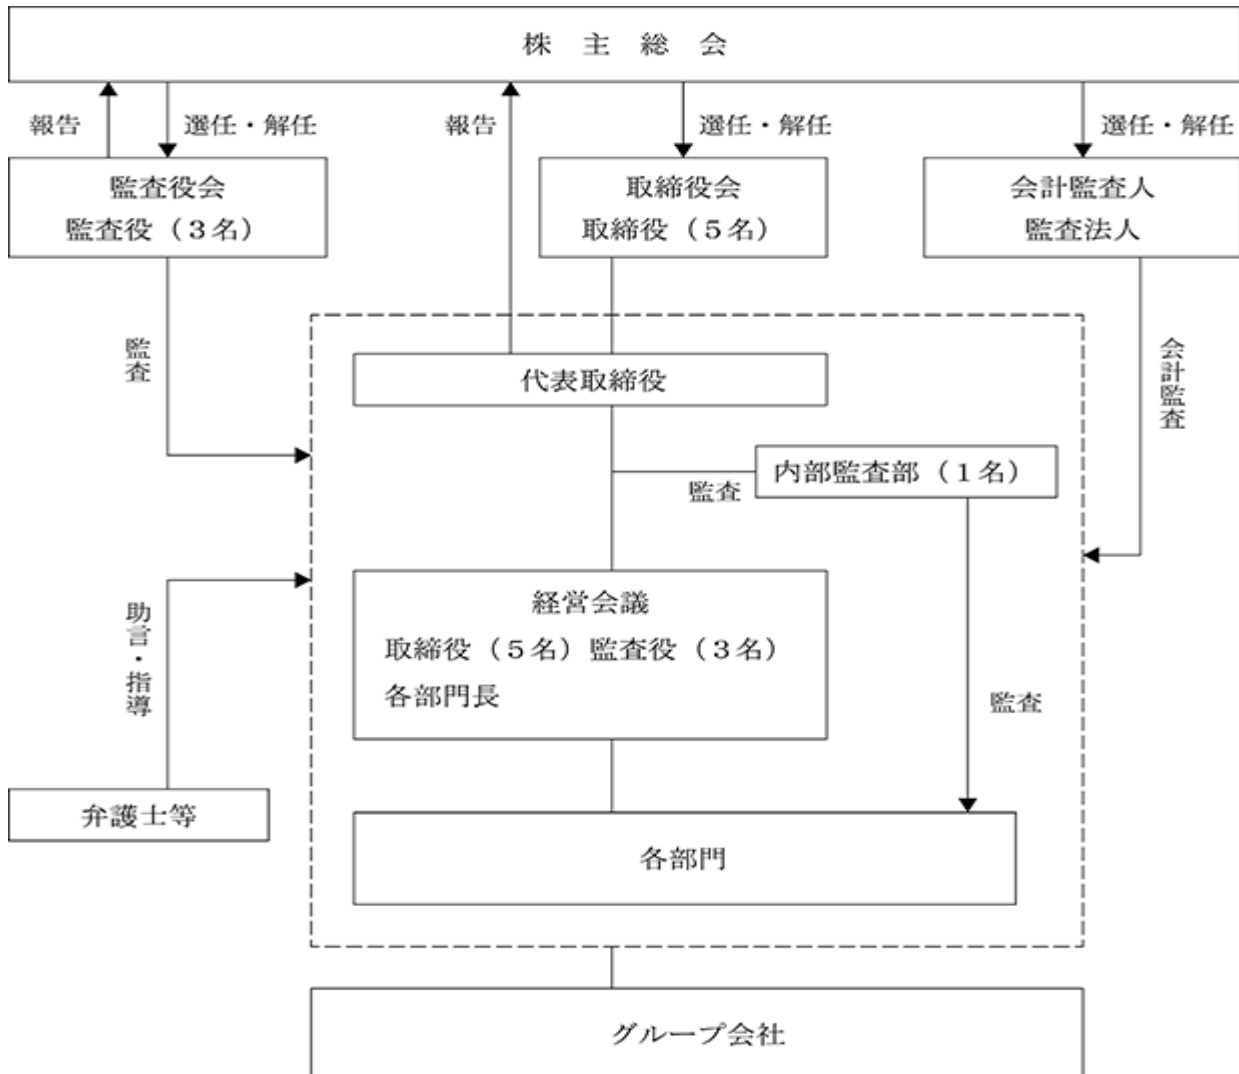 株主総会
報告
選任・解任
報告
選任・解任
選任・解任
監査役会
監査役（３名）
取締役会
取締役（５名）
会計監査人
監査法人
監査
会計監査
代表取締役
内部監査部（１名）
監査
経営会議
取締役（５名）監査役（３名）
各部門長
助言・指導
監査
弁護士等
各部門
グループ会社